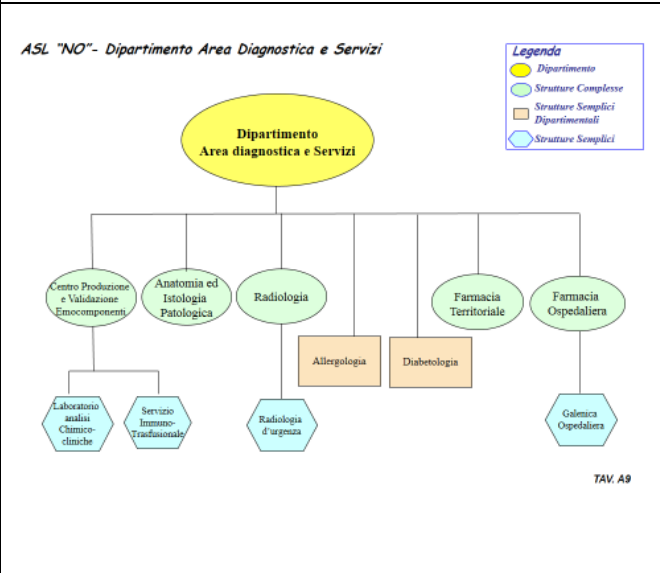 ASL "NO"- Dipartimento Area Diagnostica e Servizi
Legenda
Dipartimento
Strutture Complesse
Strutture Semplici
Dipartimentali
Strutture Semplici
Dipartimento
Area diagnostica e Servizi
Centro Produzione
e Validazione
Emocomponenti
Anatomia ed
Istologia
Patologica
Radiologia
Farmacia
Territoriale
Farmacia
Ospedaliera
Allergologia
Diabetologia
Laboratorio
analisi
Chimico-
cliniche
Servizio
Immuno-
Trasfusionale
Radiologia
d'urgenza
Galenica
Ospedaliera
TAV. A9